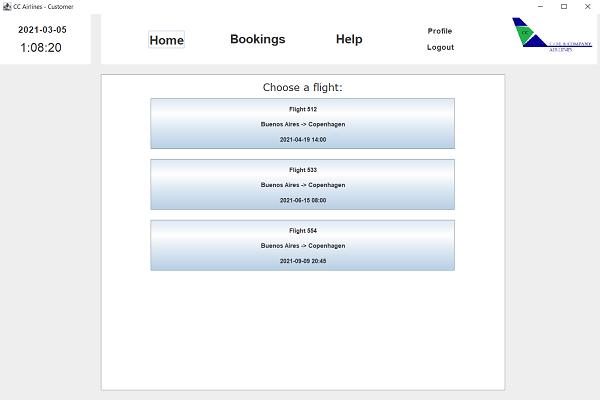 CC Airlines - Customer
2021-03-05
1:08:20
Home
Bookings
Help
Profile
Logout
CC
CARL & COMPANY
AIRLINES
Choose a flight:
Flight 512
Buenos Aires -> Copenhagen
2021-04-19 14:00
Flight 533
Buenos Aires -> Copenhagen
2021-06-15 08:00
Flight 554
Buenos Aires -> Copenhagen
2021-09-09 20:45